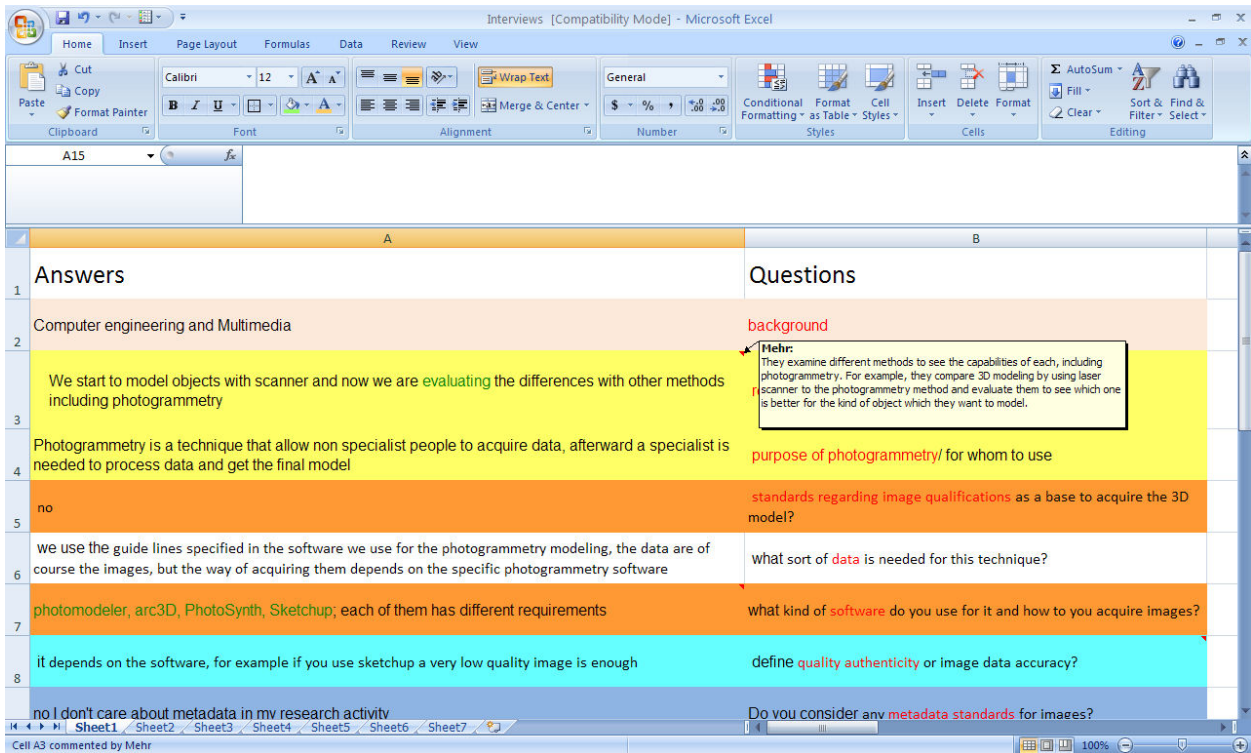 Interviews [Compatibility Mode] - Microsoft Excel
Home Insert Page Layout Formulas Data Review View
Cut
Copy
Format Painter
Paste
Clipboard
Calibri 12 A A
B I U A
Font
Wrap Text
Merge & Center
Alignment
General
$ % , .0 .00 .00 .0
Number
Conditional Formatting
Format as Table
Cell Styles
Styles
Insert Delete Format
Cells
Σ AutoSum
Fill
Clear
Sort & Filter
Find & Select
Editing
A15 fx
A B
1 Answers Questions
2 Computer engineering and Multimedia background
Mehr:
They examine different methods to see the capabilities of each, including
photogrammetry. For example, they compare 3D modeling by using laser
scanner to the photogrammetry method and evaluate them to see which one
is better for the kind of object which they want to model.
We start to model objects with scanner and now we are evaluating the differences with other methods
including photogrammetry
3
Photogrammetry is a technique that allow non specialist people to acquire data, afterward a specialist is
needed to process data and get the final model
4
purpose of photogrammetry/ for whom to use
5 no
standards regarding image qualifications as a base to acquire the 3D
model?
we use the guide lines specified in the software we use for the photogrammetry modeling, the data are of
course the images, but the way of acquiring them depends on the specific photogrammetry software
6
what sort of data is needed for this technique?
7 photomodeler, arc3D, PhotoSynth, Sketchup; each of them has different requirements
what kind of software do you use for it and how to you acquire images?
8 it depends on the software, for example if you use sketchup a very low quality image is enough
define quality authenticity or image data accuracy?
no I don't care about metadata in my research activity
Do you consider any metadata standards for images?
Sheet1 Sheet2 Sheet3 Sheet4 Sheet5 Sheet6 Sheet7
Cell A3 commented by Mehr 100%